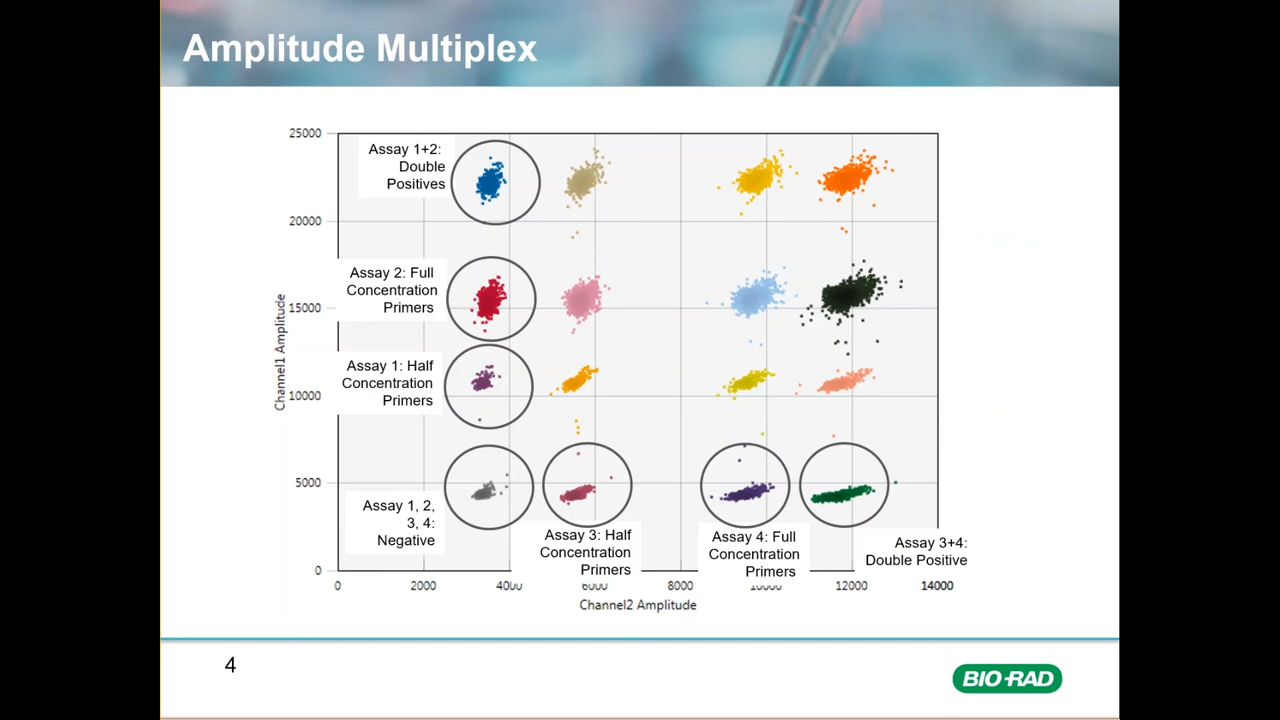 Amplitude Multiplex
25000
20000
15000
10000
5000
0
Channel1 Amplitude
Assay 1+2:
Double
Positives
Assay 2: Full
Concentration
Primers
Assay 1: Half
Concentration
Primers
Assay 1, 2,
3, 4:
Negative
Assay 3: Half
Concentration
Primers
Assay 4: Full
Concentration
Primers
Assay 3+4:
Double Positive
0
2000
4000
6000
8000
10000
12000
14000
Channel2 Amplitude
4
BIO-RAD